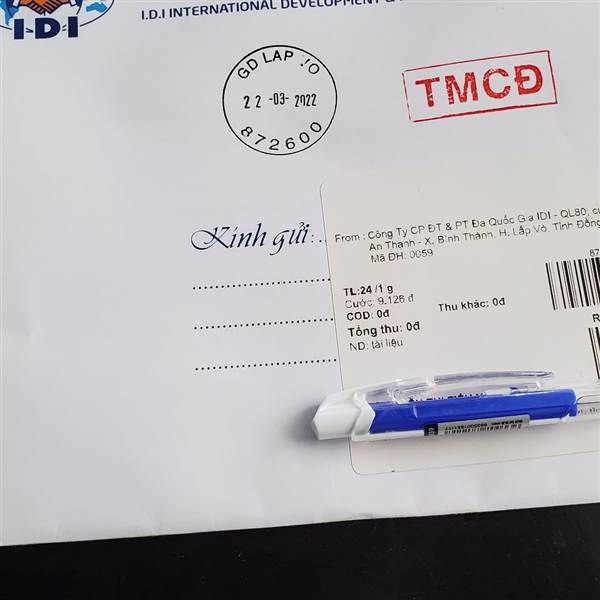 I·D·I
I.D.I INTERNATIONAL DEVELOPMENT &
GD LAP
22-03-2022
872600
TMCĐ
Kính gửi:..
From : Công Ty CP ĐT & PT Đa Quốc Gia IDI - QL80,
An Thạnh - X. Bình Thành, H. Lấp Vò, Tỉnh Đồng
Mã ĐH: 0059
87
TL:24 /1 g
Cước: 9.126 đ
Thu khác: 0đ
COD: 0đ
Tổng thu: 0đ
ND: tài liệu
R